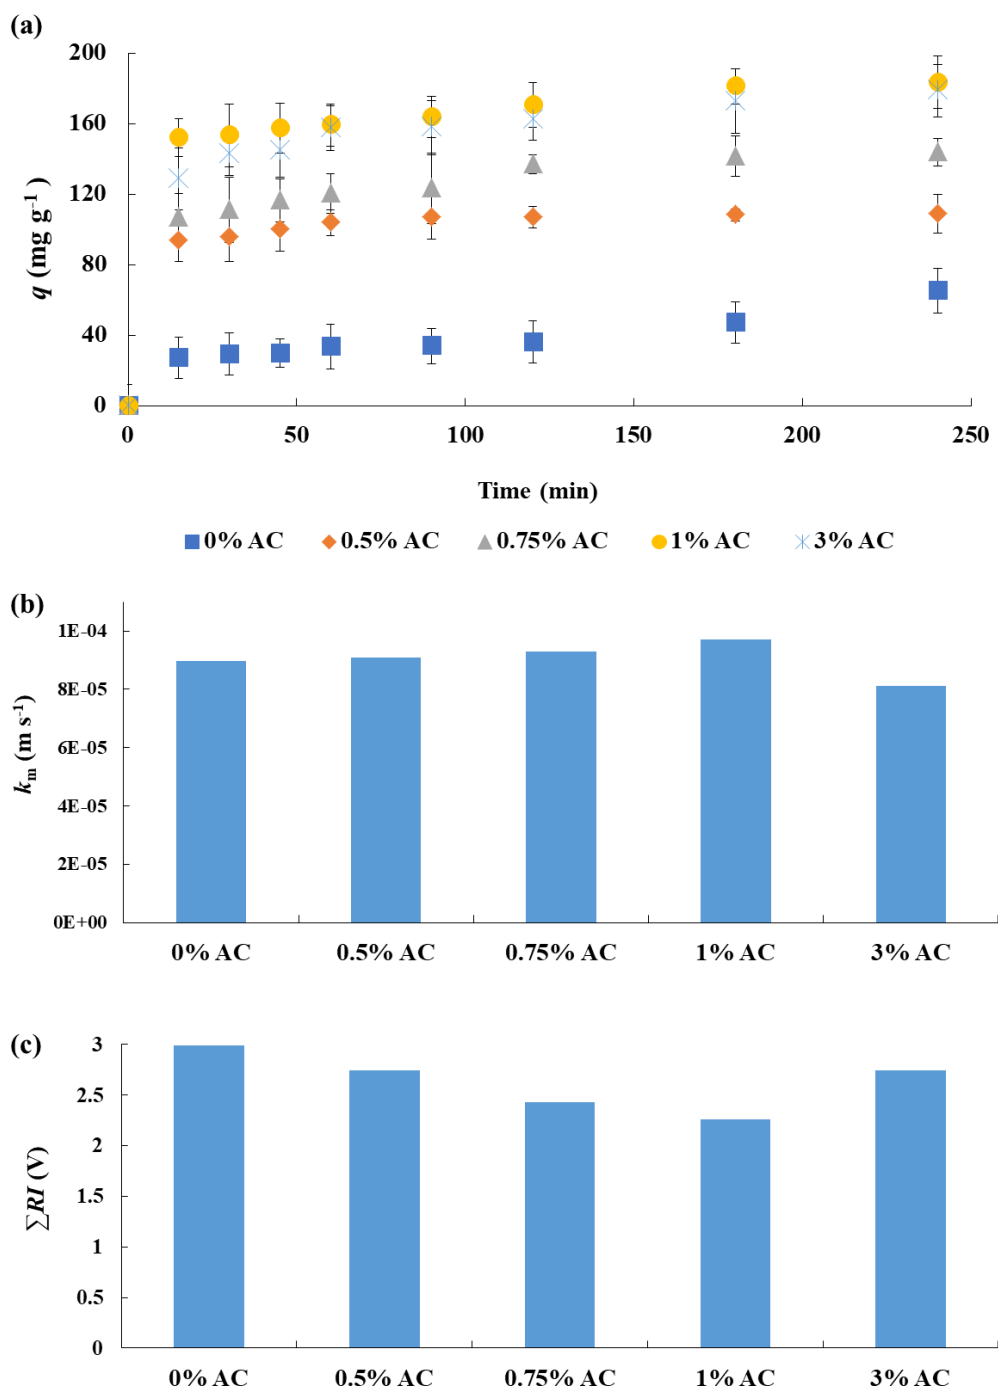 (a)
200
160
120
80
40
0
q (mg g-1)
0 50 100 150 200 250
Time (min)
0% AC 0.5% AC 0.75% AC 1% AC 3% AC
(b)
1E-04
8E-05
6E-05
4E-05
2E-05
0E+00
km (m s-1)
0% AC 0.5% AC 0.75% AC 1% AC 3% AC
(c)
3
2.5
2
1.5
1
0.5
0
∑RI (V)
0% AC 0.5% AC 0.75% AC 1% AC 3% AC